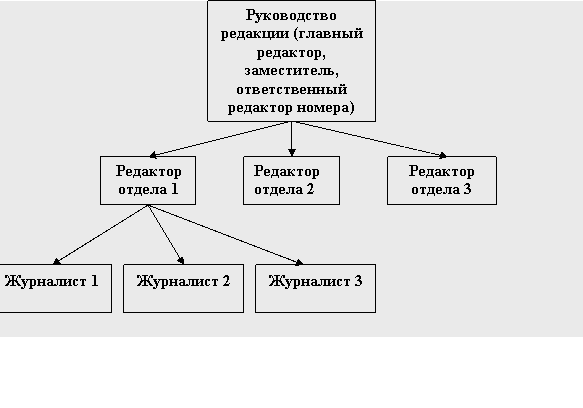 Руководство
редакции (главный
редактор,
заместитель,
ответственный
редактор номера)
Редактор
отдела 1
Редактор
отдела 2
Редактор
отдела 3
Журналист 1
Журналист 2
Журналист 3